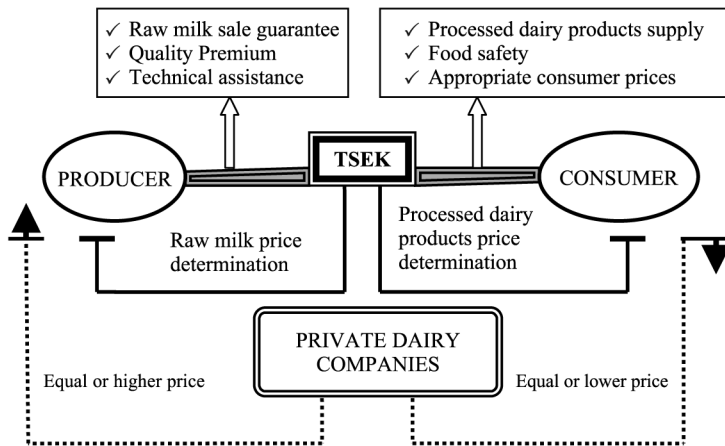 ✓ Raw milk sale guarantee
✓ Quality Premium
✓ Technical assistance
✓ Processed dairy products supply
✓ Food safety
✓ Appropriate consumer prices
PRODUCER
TSEK
CONSUMER
Raw milk price
determination
Processed dairy
products price
determination
PRIVATE DAIRY
COMPANIES
Equal or higher price
Equal or lower price